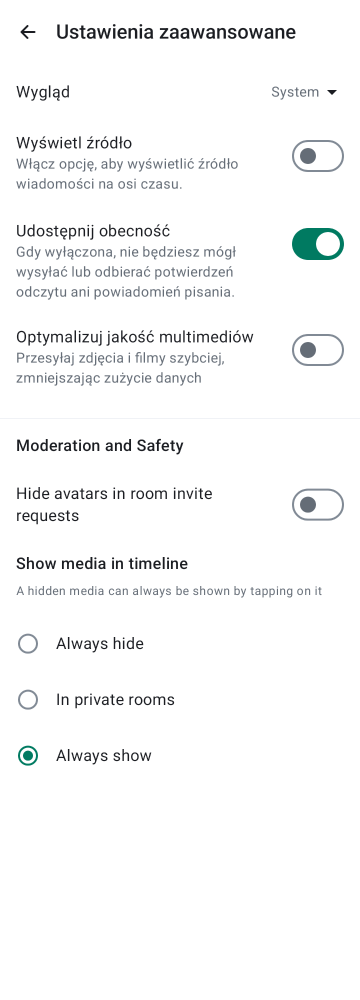 Ustawienia zaawansowane
Wygląd
System
Wyświetl źródło
Włącz opcję, aby wyświetlić źródło
wiadomości na osi czasu.
Udostępnij obecność
Gdy wyłączona, nie będziesz mógł
wysyłać lub odbierać potwierdzeń
odczytu ani powiadomień pisania.
Optymalizuj jakość multimediów
Przesyłaj zdjęcia i filmy szybciej,
zmniejszając zużycie danych
Moderation and Safety
Hide avatars in room invite
requests
Show media in timeline
A hidden media can always be shown by tapping on it
Always hide
In private rooms
Always show